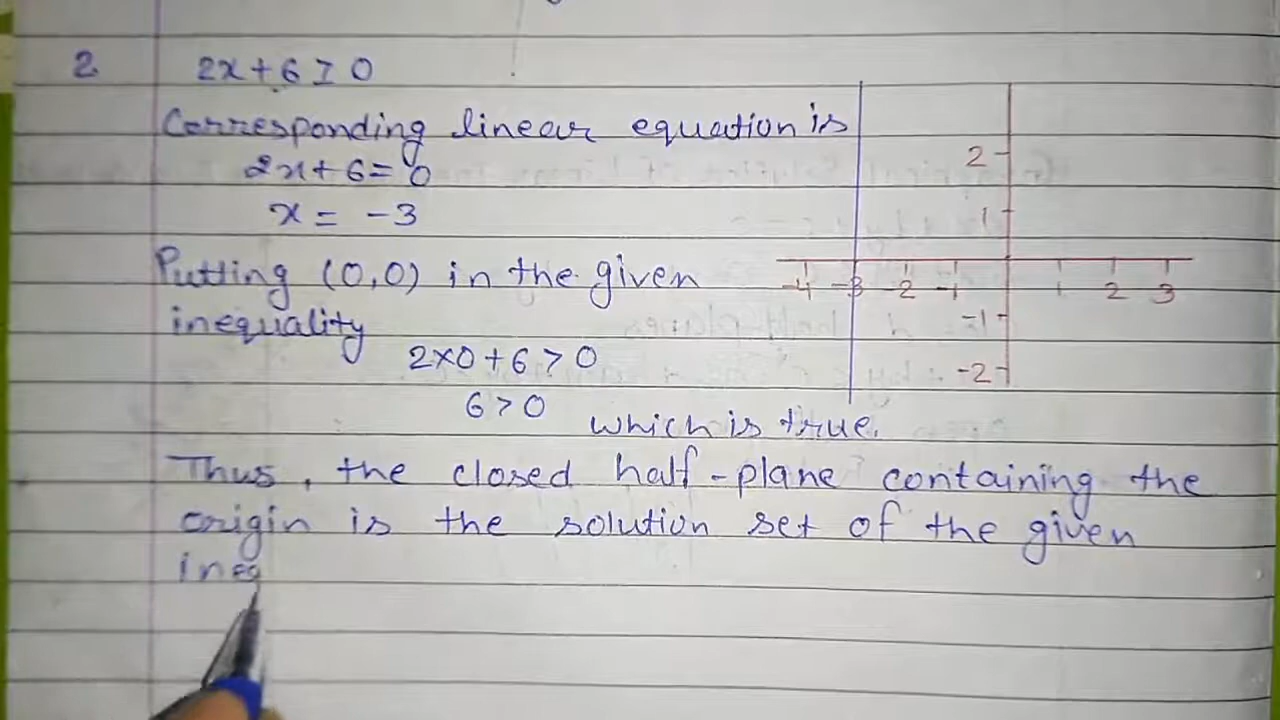 2. 2x + 6 ≥ 0
Corresponding linear equation is
2x + 6 = 0
x = -3
Putting (0,0) in the given
inequality
2×0 + 6 > 0
6 > 0 which is true.
Thus, the closed half-plane containing the
origin is the solution set of the given
ineq
2
1
-4 -3 -2 -1 1 2 3
-1
-2